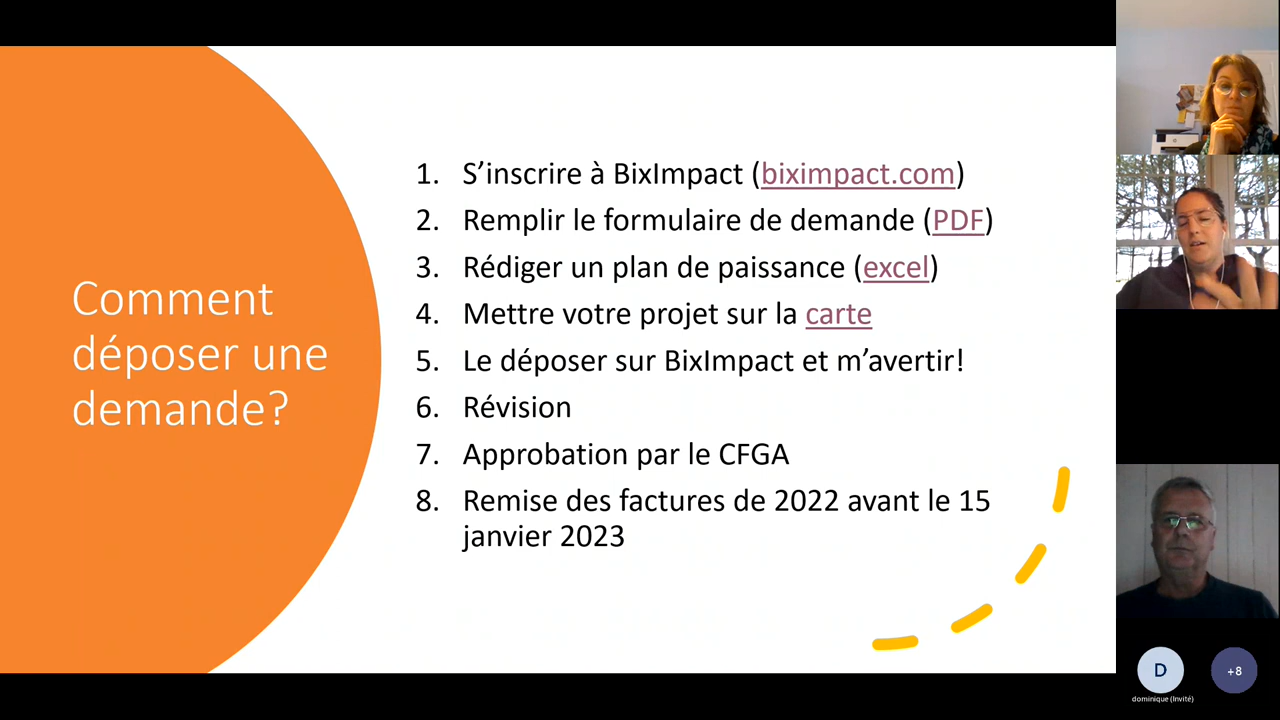 Comment
déposer une
demande?
1. S’inscrire à BixImpact (biximpact.com)
2. Remplir le formulaire de demande (PDF)
3. Rédiger un plan de paissance (excel)
4. Mettre votre projet sur la carte
5. Le déposer sur BixImpact et m’avertir!
6. Révision
7. Approbation par le CFGA
8. Remise des factures de 2022 avant le 15
janvier 2023
D
+8
dominique (Invité)